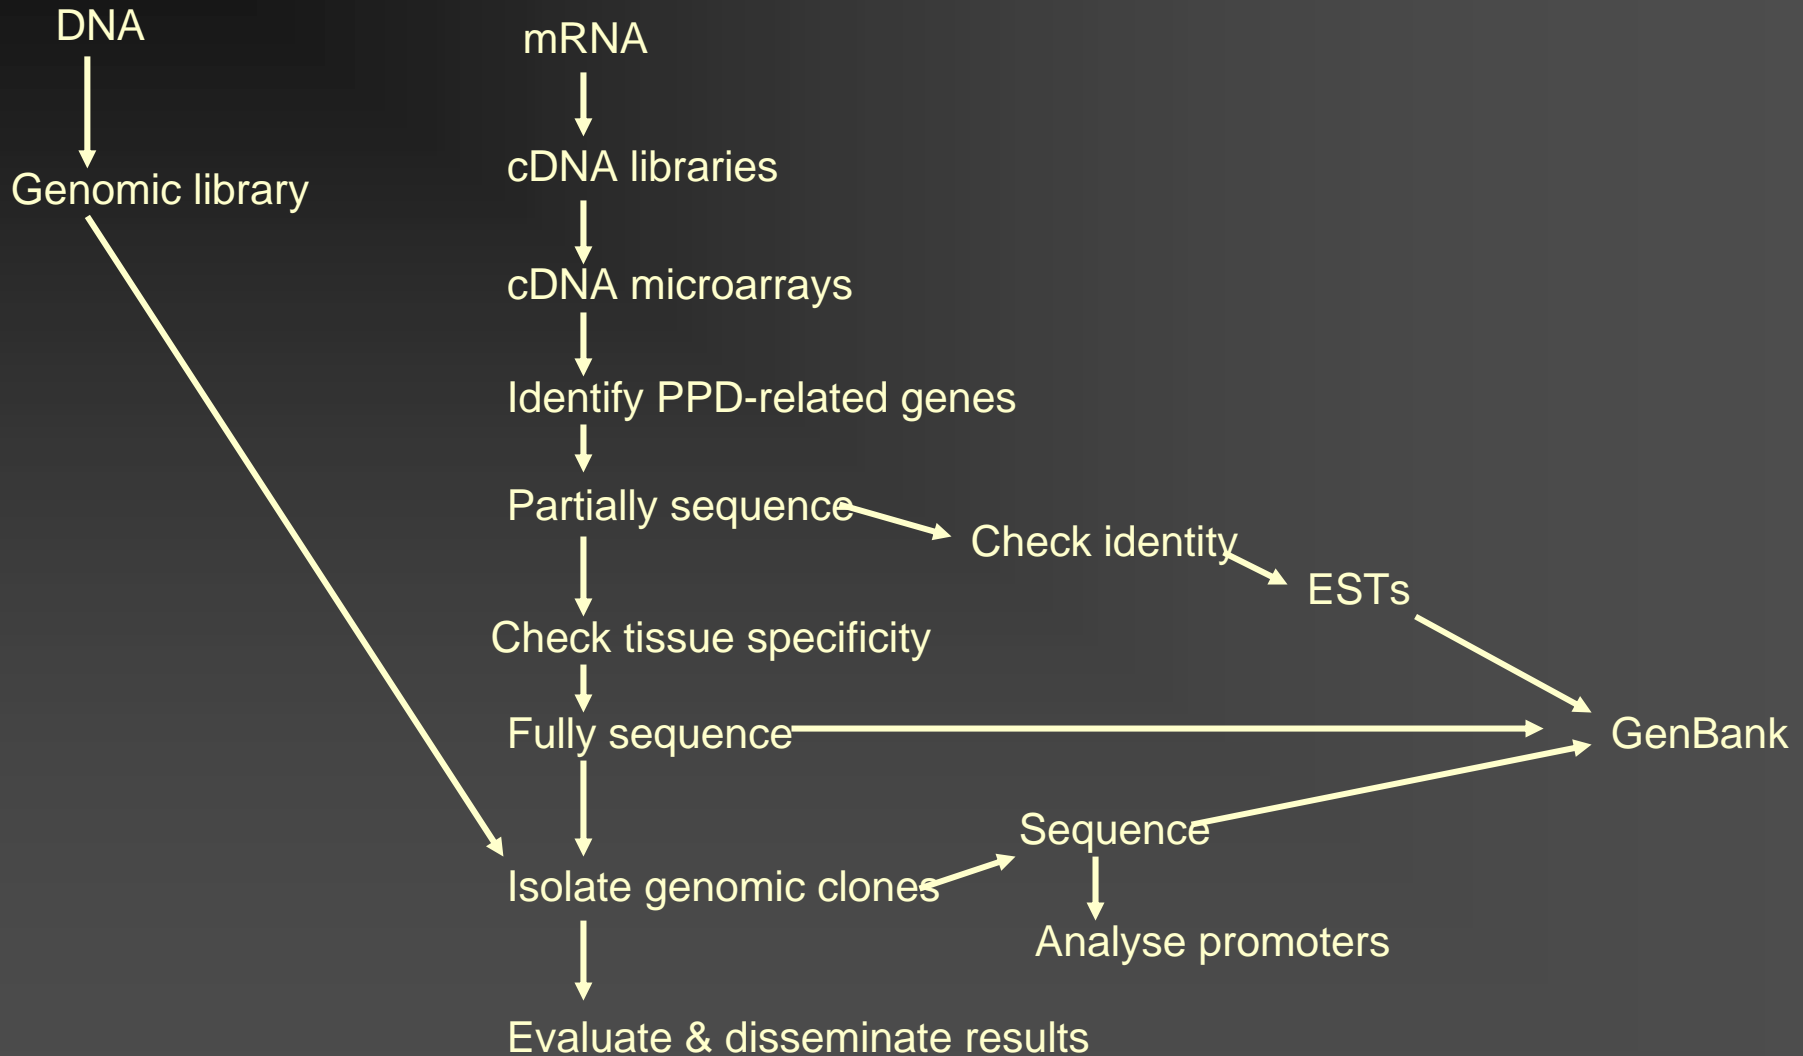 DNA
mRNA
cDNA libraries
Genomic library
cDNA microarrays
Identify PPD-related genes
Partially sequence
Check identity
ESTs
Check tissue specificity
Fully sequence
GenBank
Sequence
Isolate genomic clones
Analyse promoters
Evaluate & disseminate results